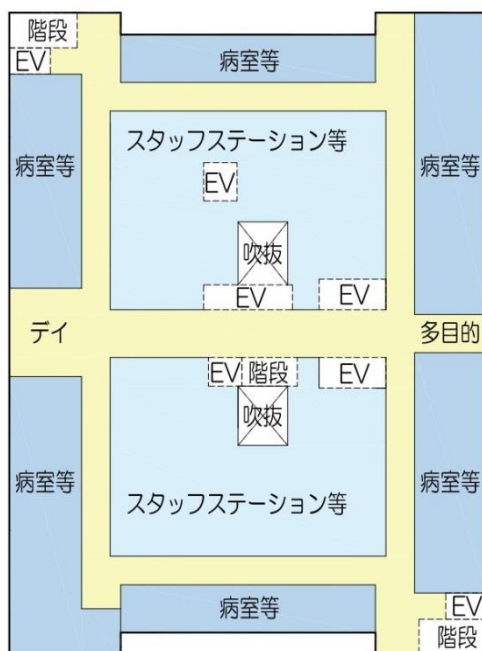 階段
EV
病室等
病室等
病室等
スタッフステーション等
EV
吹抜
EV
EV
デイ
多目的
EV
階段
EV
吹抜
病室等
病室等
スタッフステーション等
病室等
EV
階段